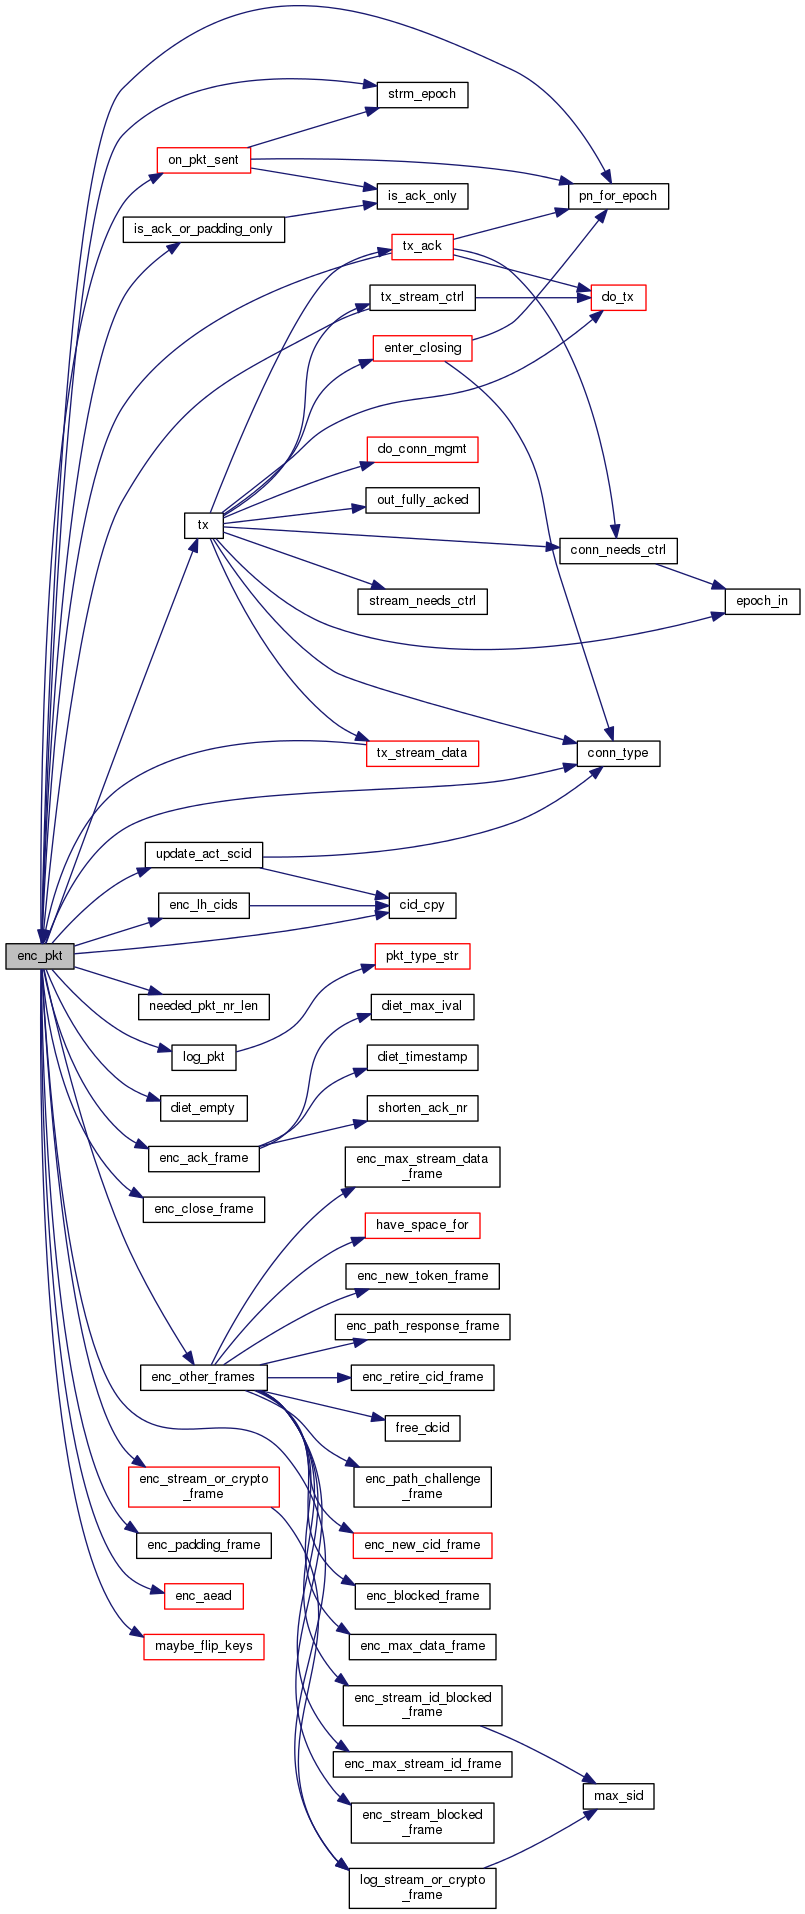 strm_epoch
on_pkt_sent
is_ack_only
pn_for_epoch
is_ack_or_padding_only
tx_ack
tx_stream_ctrl
do_tx
enter_closing
do_conn_mgmt
out_fully_acked
tx
conn_needs_ctrl
stream_needs_ctrl
epoch_in
tx_stream_data
conn_type
update_act_scid
enc_lh_cids
cid_cpy
enc_pkt
pkt_type_str
needed_pkt_nr_len
diet_max_ival
log_pkt
diet_timestamp
diet_empty
shorten_ack_nr
enc_ack_frame
enc_max_stream_data
_frame
enc_close_frame
have_space_for
enc_new_token_frame
enc_path_response_frame
enc_other_frames
enc_retire_cid_frame
free_dcid
enc_stream_or_crypto
_frame
enc_path_challenge
_frame
enc_padding_frame
enc_new_cid_frame
enc_aead
enc_blocked_frame
maybe_flip_keys
enc_max_data_frame
enc_stream_id_blocked
_frame
enc_max_stream_id_frame
max_sid
enc_stream_blocked
_frame
log_stream_or_crypto
_frame